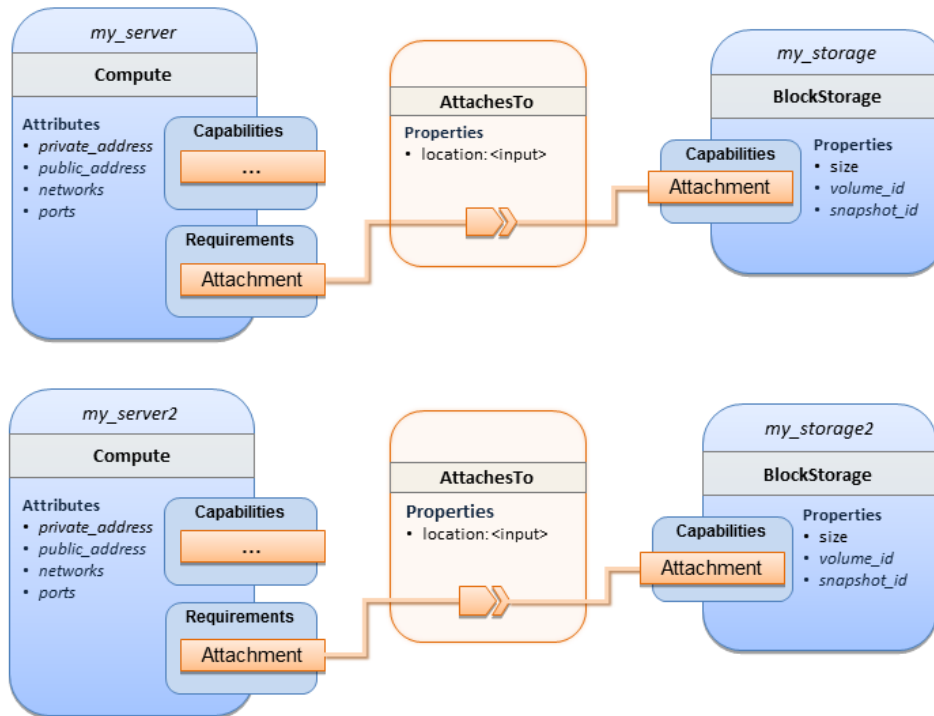 my_server
Compute
Attributes
• private_address
• public_address
• networks
• ports
Capabilities
...
Requirements
Attachment
AttachesTo
Properties
• location: <input>
my_storage
BlockStorage
Capabilities
Attachment
Properties
• size
• volume_id
• snapshot_id
my_server2
Compute
Attributes
• private_address
• public_address
• networks
• ports
Capabilities
...
Requirements
Attachment
AttachesTo
Properties
• location: <input>
my_storage2
BlockStorage
Capabilities
Attachment
Properties
• size
• volume_id
• snapshot_id